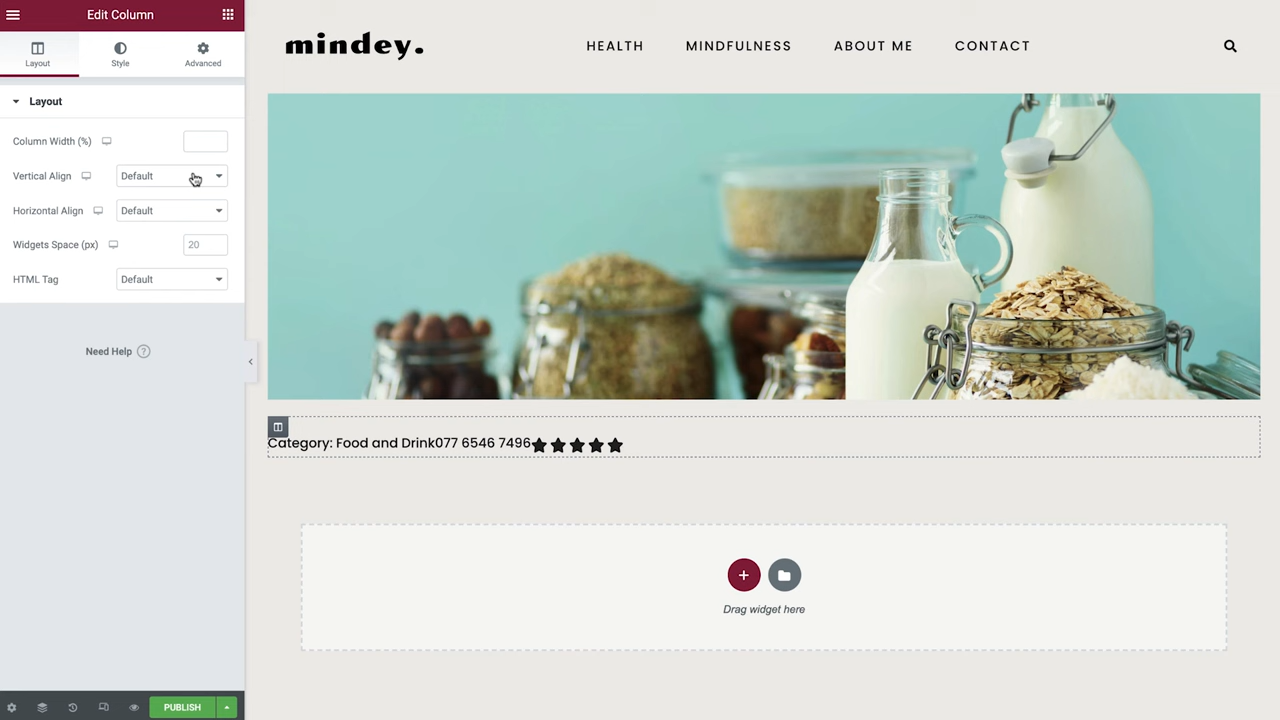 Edit Column
Layout
Style
Advanced
Layout
Column Width (%)
Vertical Align
Default
Horizontal Align
Default
Widgets Space (px)
20
HTML Tag
Default
Need Help ?
PUBLISH
mindey.
HEALTH
MINDFULNESS
ABOUT ME
CONTACT
Category: Food and Drink077 6546 7496
Drag widget here